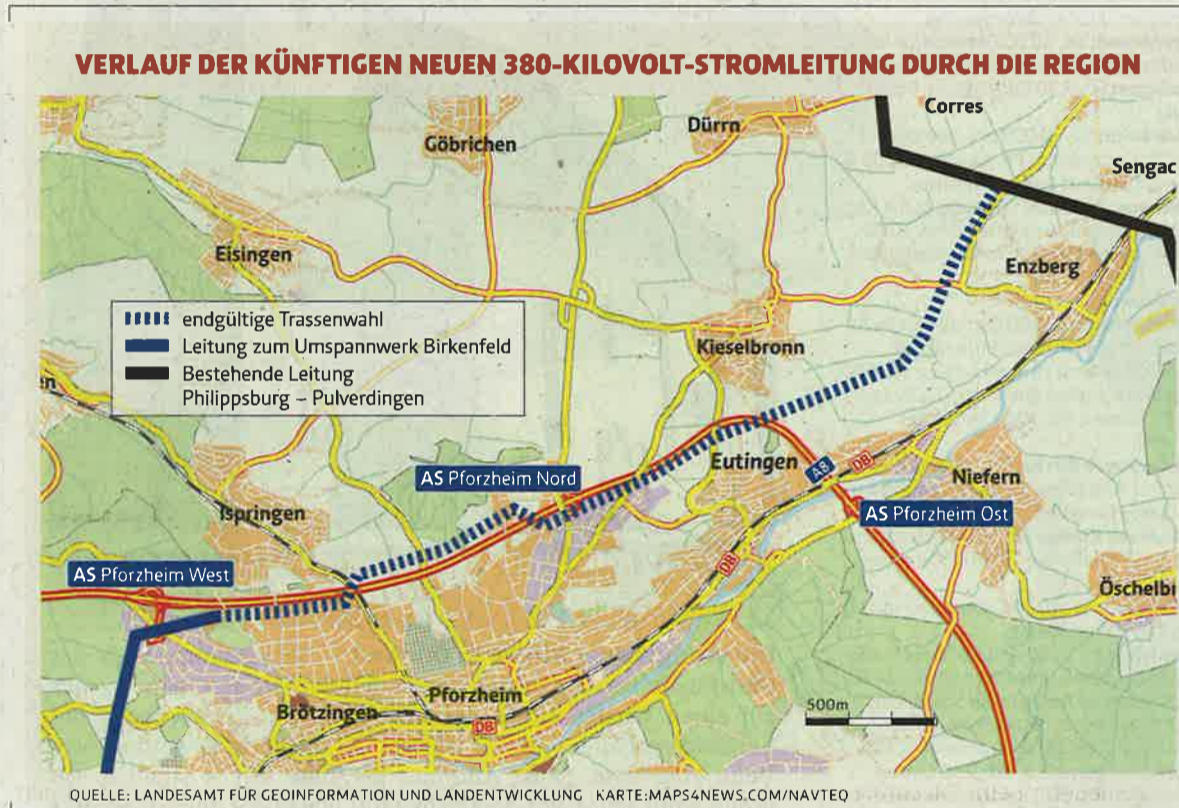 VERLAUF DER KÜNFTIGEN NEUEN 380-KILOVOLT-STROMLEITUNG DURCH DIE REGION
Corres
Dürrn
Göbrichen
Sengac
Eisingen
Enzberg
endgültige Trassenwahl
Leitung zum Umspannwerk Birkenfeld
Bestehende Leitung
Philippsburg – Pulverdingen
Kieselbronn
en
Eutingen
A8
DB
AS Pforzheim Nord
Niefern
Ispringen
AS Pforzheim Ost
DB
AS Pforzheim West
Öschelbr
Pforzheim
Brötzingen
DB
500m
QUELLE: LANDESAMT FÜR GEOINFORMATION UND LANDENTWICKLUNG KARTE:MAPS4NEWS.COM/NAVTEQ